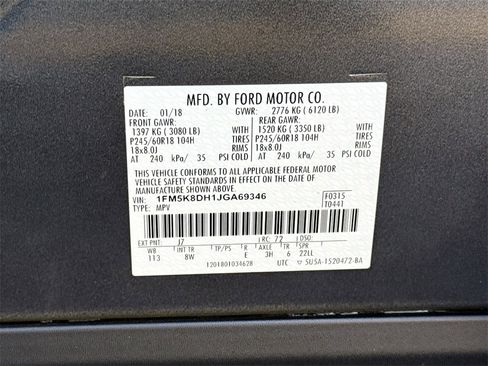 MFD. BY FORD MOTOR CO.
DATE: 01/18 GVWR: 2776 KG ( 6120 LB)
FRONT GAWR: REAR GAWR:
1397 KG ( 3080 LB) WITH 1520 KG ( 3350 LB) WITH
P245/60R18 104H TIRES P245/60R18 104H TIRES
18x8.0J RIMS 18x8.0J RIMS
AT 240 kPa/ 35 PSI COLD AT 240 kPa/ 35 PSI COLD
THIS VEHICLE CONFORMS TO ALL APPLICABLE FEDERAL MOTOR
VEHICLE SAFETY STANDARDS IN EFFECT ON THE DATE OF
MANUFACTURE SHOWN ABOVE.
VIN: 1FM5K8DH1JGA69346 F0315
TYPE: MPV T0441
EXT PNT: J7 RC: 72
WB INT TR TP/PS R AXLE TR SPR
113 8W E 3H 6 22LL
1201801034628 UTC 5U5A-1520472-BA